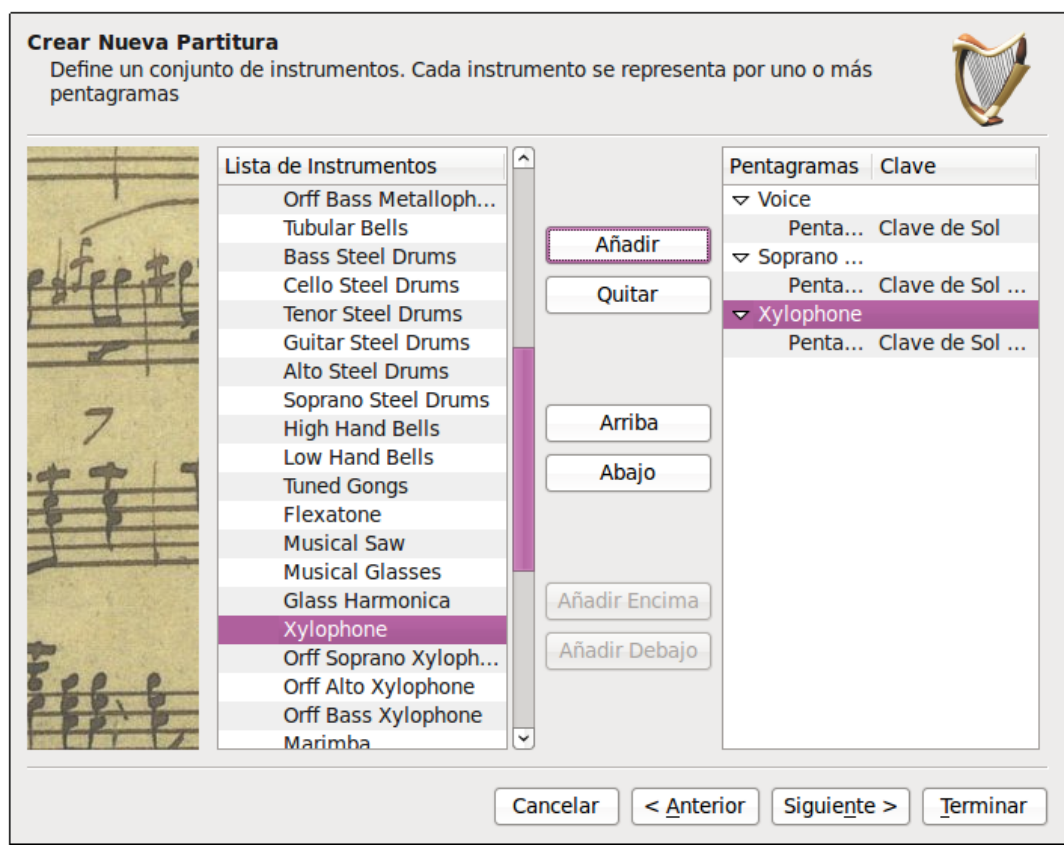 Crear Nueva Partitura
Define un conjunto de instrumentos. Cada instrumento se representa por uno o más
pentagramas
Lista de Instrumentos
Orff Bass Metalloph...
Tubular Bells
Bass Steel Drums
Cello Steel Drums
Tenor Steel Drums
Guitar Steel Drums
Alto Steel Drums
Soprano Steel Drums
High Hand Bells
Low Hand Bells
Tuned Gongs
Flexatone
Musical Saw
Musical Glasses
Glass Harmonica
Xylophone
Orff Soprano Xyloph...
Orff Alto Xylophone
Orff Bass Xylophone
Marimba
Añadir
Quitar
Arriba
Abajo
Añadir Encima
Añadir Debajo
Pentagramas Clave
Voice
Penta... Clave de Sol
Soprano ...
Penta... Clave de Sol ...
Xylophone
Penta... Clave de Sol ...
7
Cancelar
< Anterior
Siguiente >
Terminar